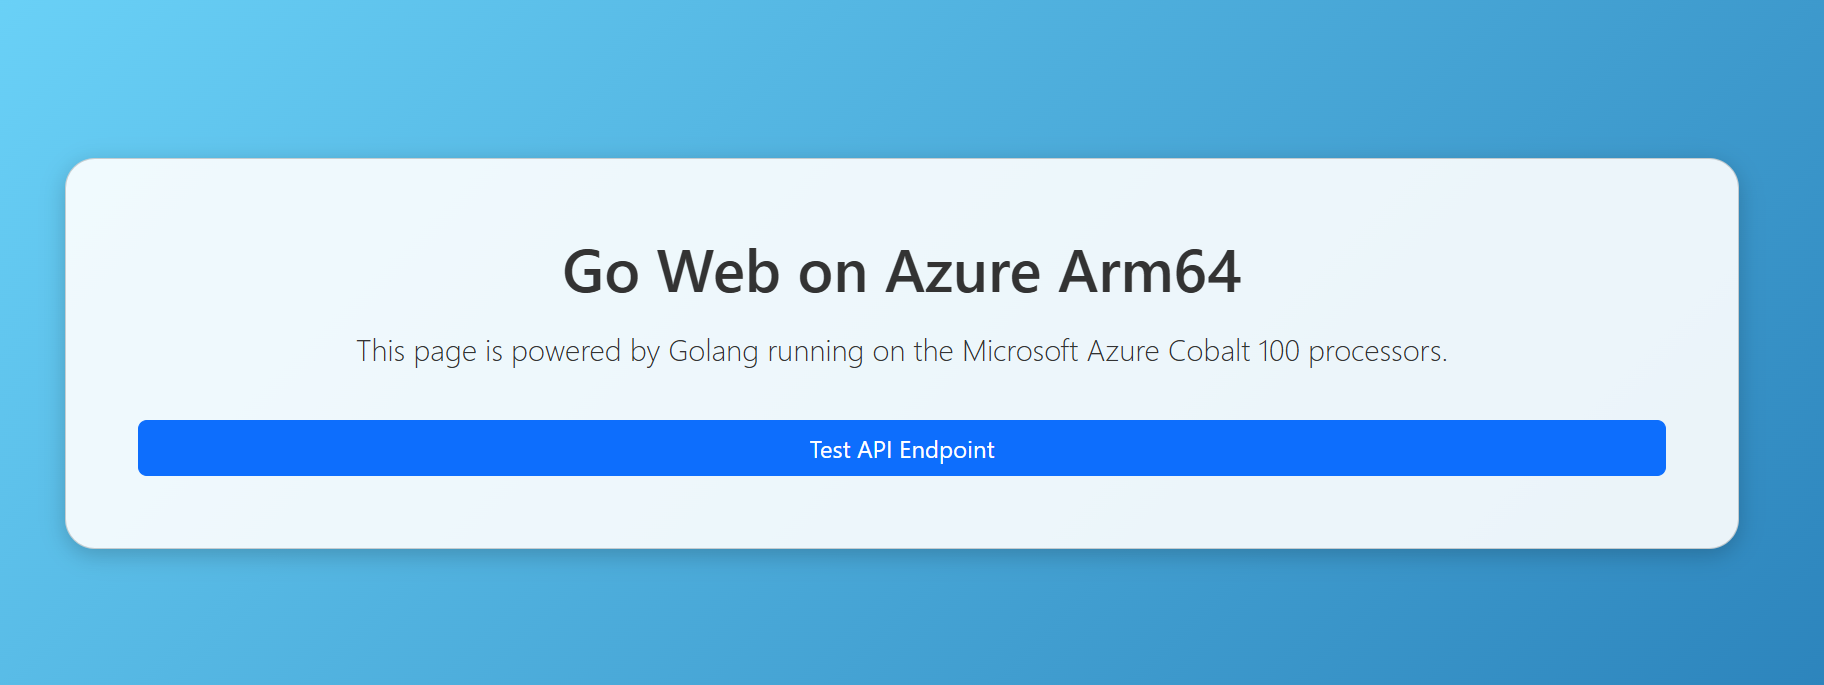 Go Web on Azure Arm64
This page is powered by Golang running on the Microsoft Azure Cobalt 100 processors.
Test API Endpoint